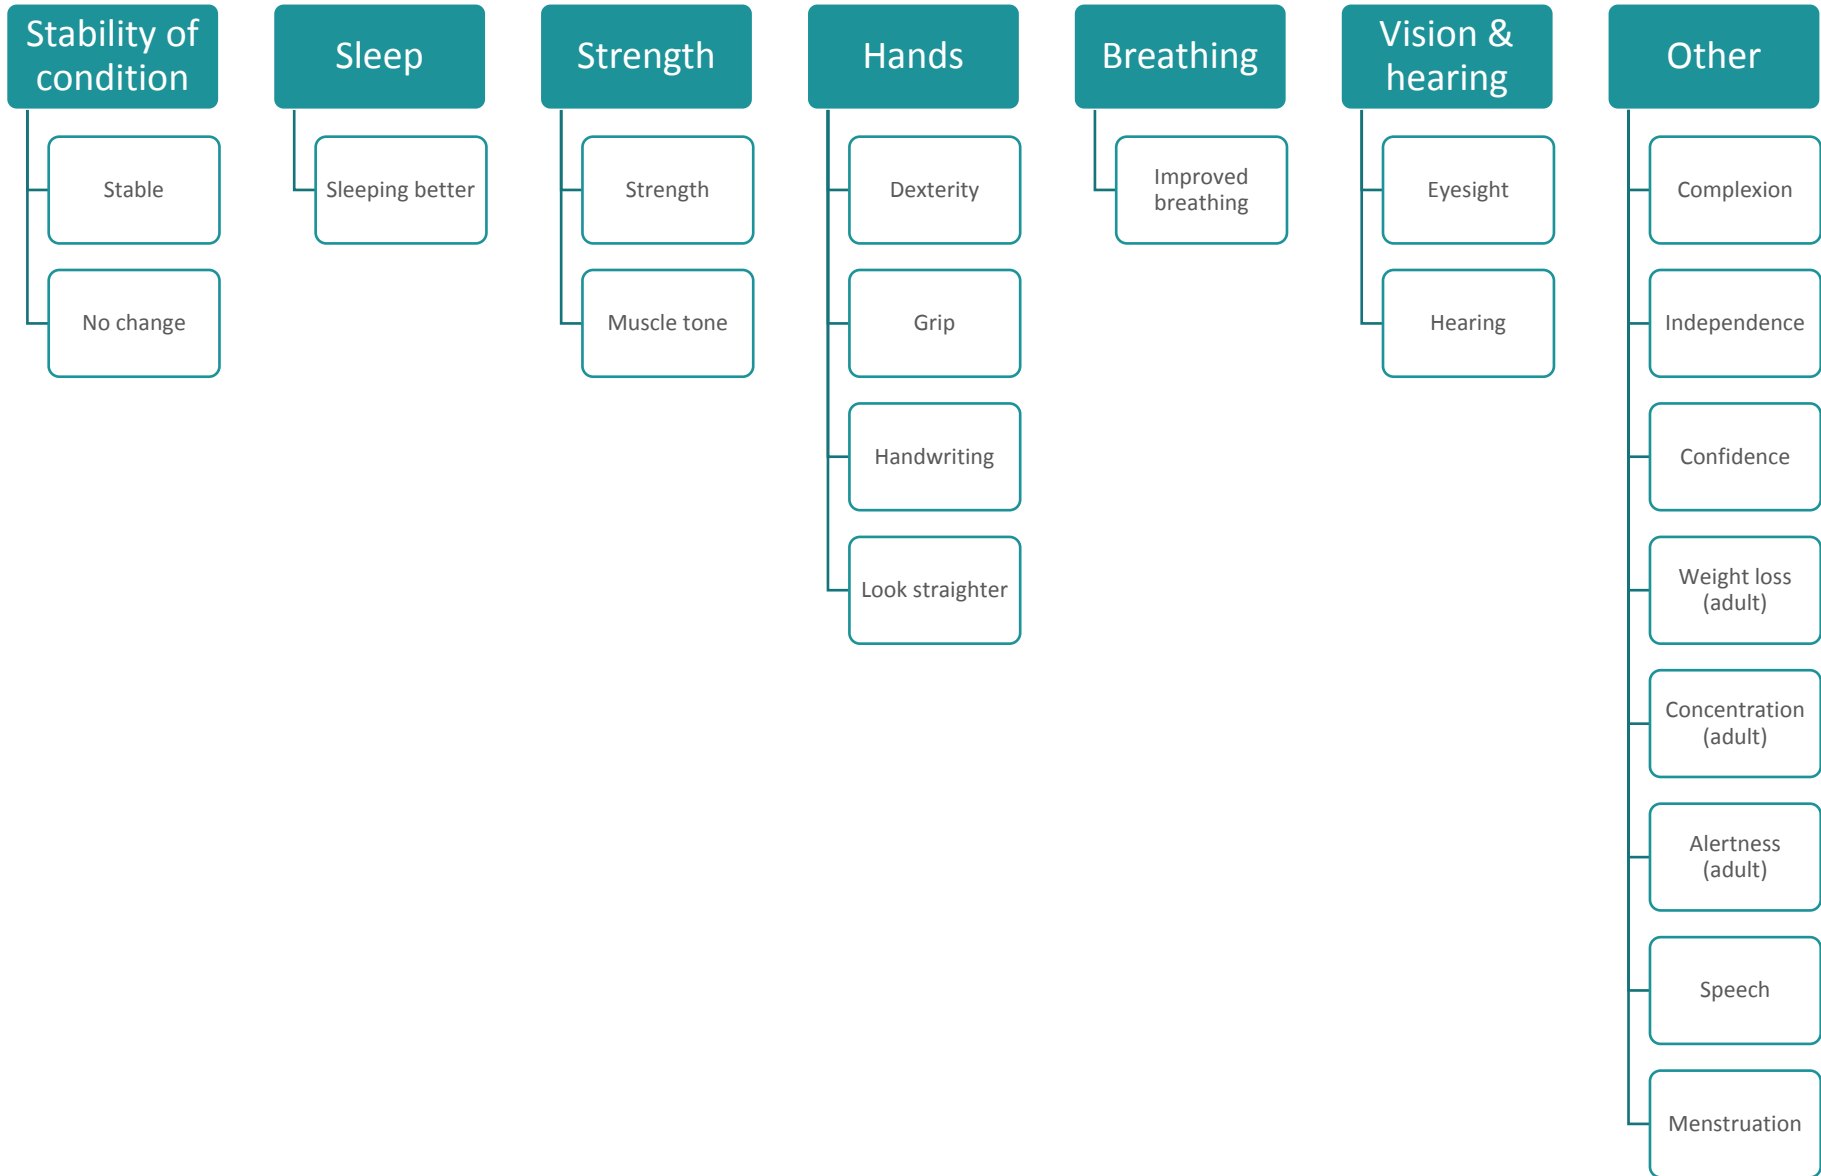 Stability of
condition
Stable
No change
Sleep
Sleeping better
Strength
Strength
Muscle tone
Hands
Dexterity
Grip
Handwriting
Look straighter
Breathing
Improved
breathing
Vision &
hearing
Eyesight
Hearing
Other
Complexion
Independence
Confidence
Weight loss
(adult)
Concentration
(adult)
Alertness
(adult)
Speech
Menstruation